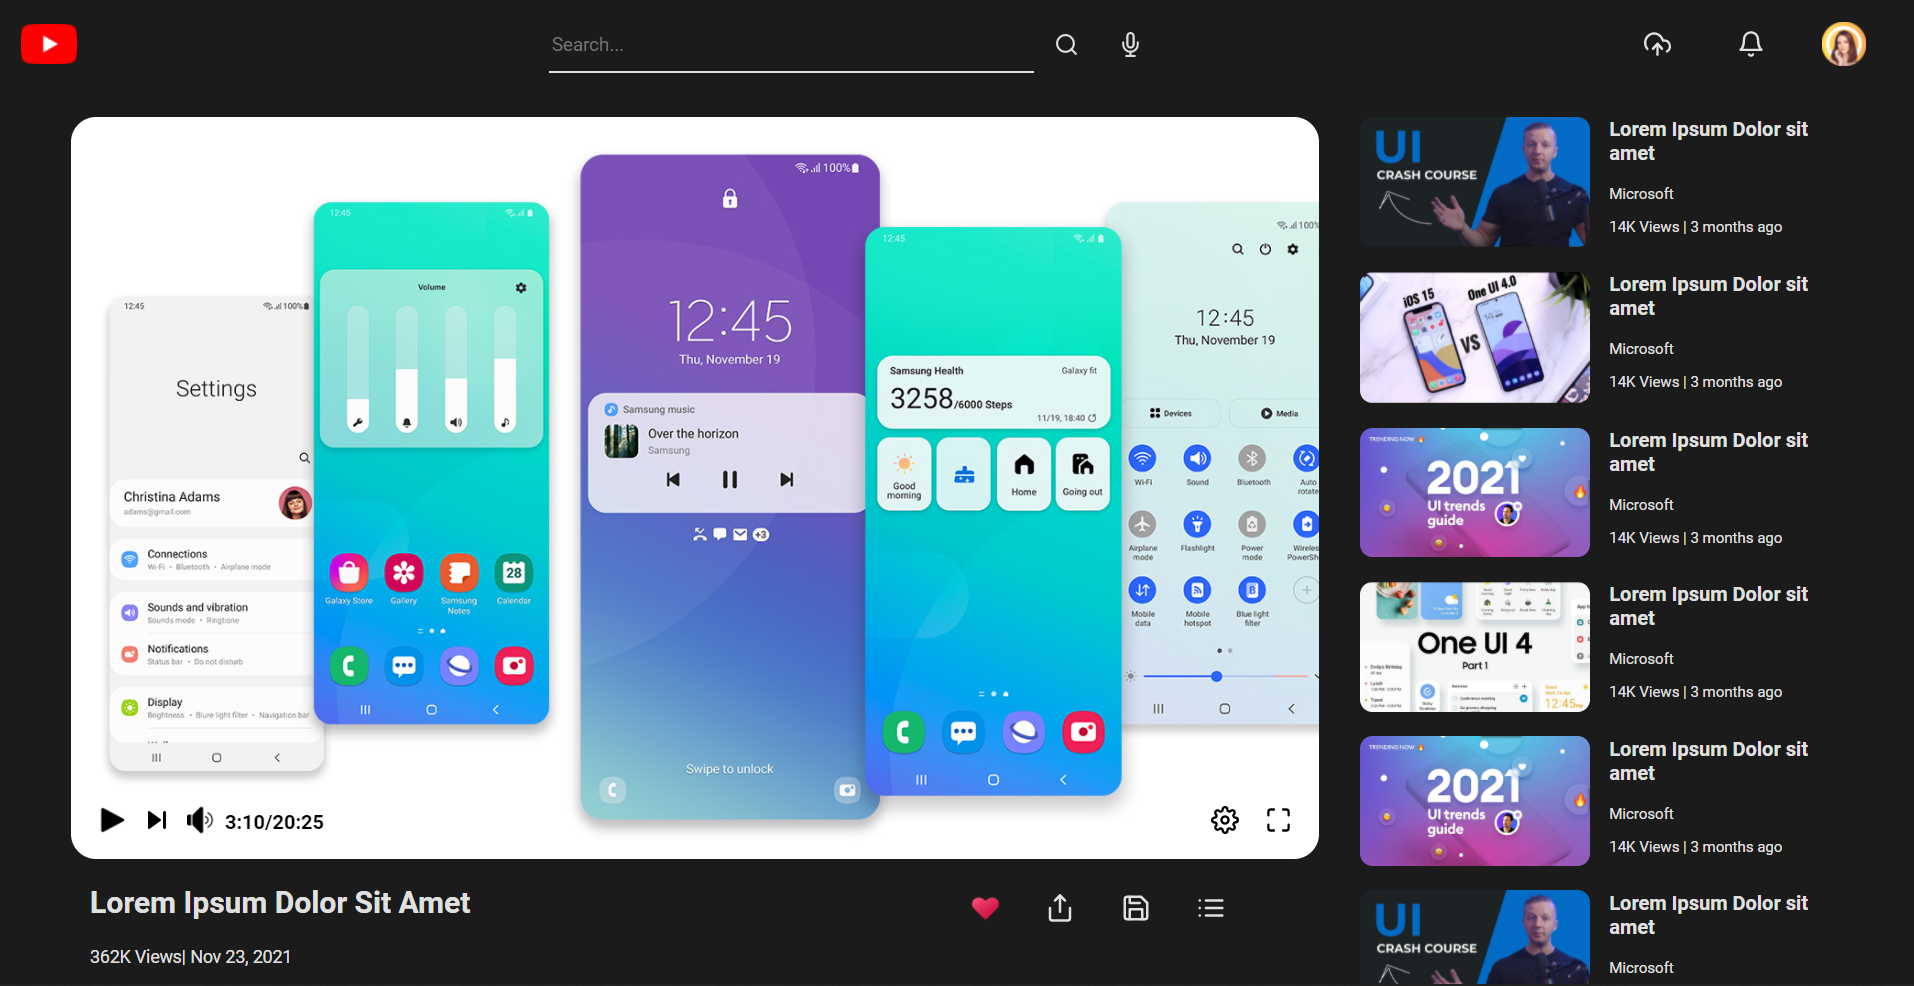 Search...
12:45
100%
Settings
Christina Adams
adams@gmail.com
Connections
Wi-Fi • Bluetooth • Airplane mode
Sounds and vibration
Sounds mode • Ringtone
Notifications
Status bar • Do not disturb
Display
Brightness • Blure light filter • Navigation bar
12:45
Volume
Galaxy Store
Gallery
Samsung
Notes
28
Calendar
100%
12:45
Thu, November 19
Samsung music
Over the horizon
Samsung
+3
Swipe to unlock
12:45
Samsung Health
Galaxy fit
3258/6000 Steps
11/19, 18:40
Good
morning
Home
Going out
100%
12:45
Thu, November 19
Devices
Media
Wi-Fi
Sound
Bluetooth
Auto
rotate
Airplane
mode
Flashlight
Power
mode
Wireless
PowerSh
Mobile
data
Mobile
hotspot
Blue light
filter
3:10/20:25
Lorem Ipsum Dolor Sit Amet
362K Views| Nov 23, 2021
UI
CRASH COURSE
Lorem Ipsum Dolor sit
amet
Microsoft
14K Views | 3 months ago
iOS 15
VS
One UI 4.0
Lorem Ipsum Dolor sit
amet
Microsoft
14K Views | 3 months ago
TRENDING NOW
2021
UI trends
guide
Lorem Ipsum Dolor sit
amet
Microsoft
14K Views | 3 months ago
One UI 4
Part 1
12:45
Lorem Ipsum Dolor sit
amet
Microsoft
14K Views | 3 months ago
TRENDING NOW
2021
UI trends
guide
Lorem Ipsum Dolor sit
amet
Microsoft
14K Views | 3 months ago
UI
CRASH COURSE
Lorem Ipsum Dolor sit
amet
Microsoft